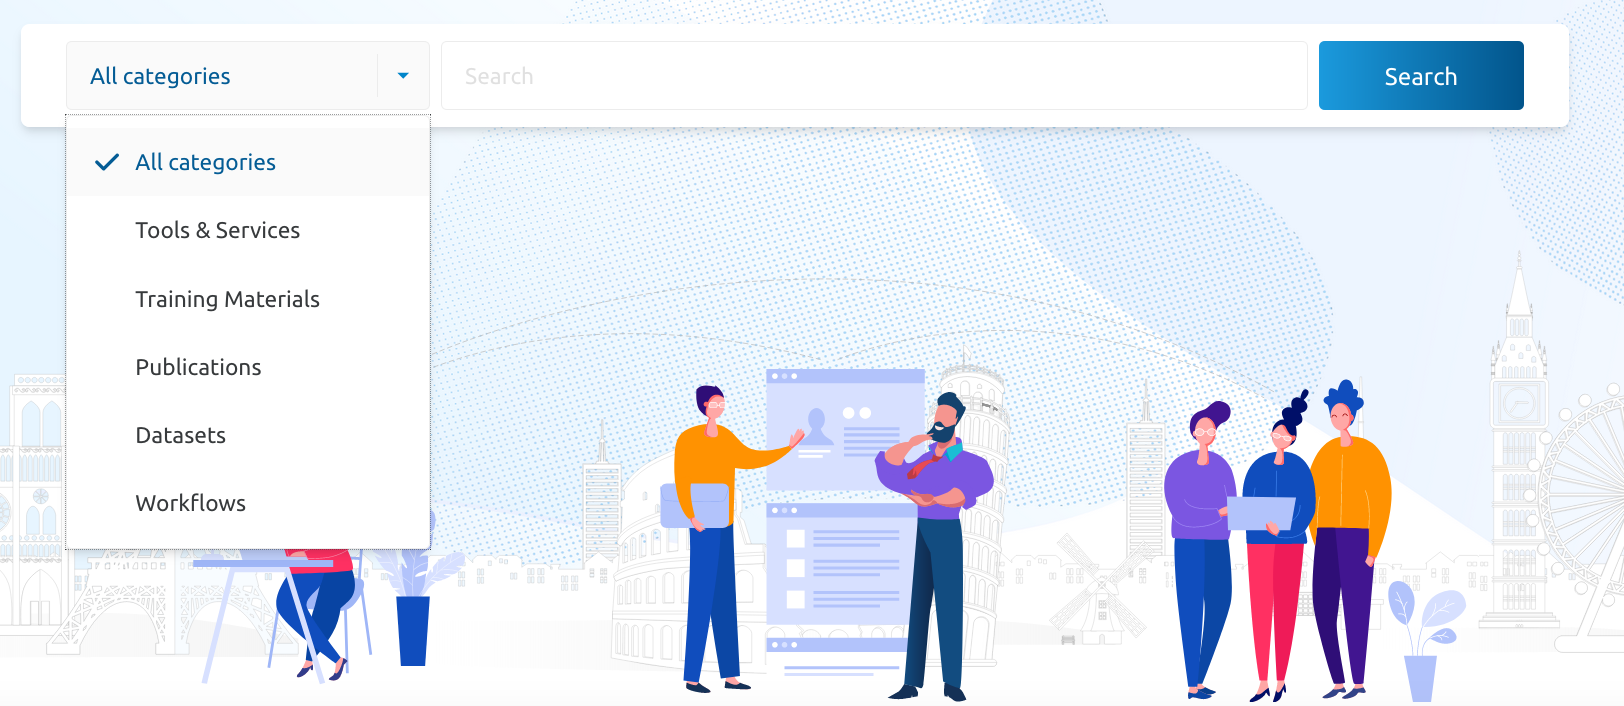 All categories
Search
Search
All categories
Tools & Services
Training Materials
Publications
Datasets
Workflows